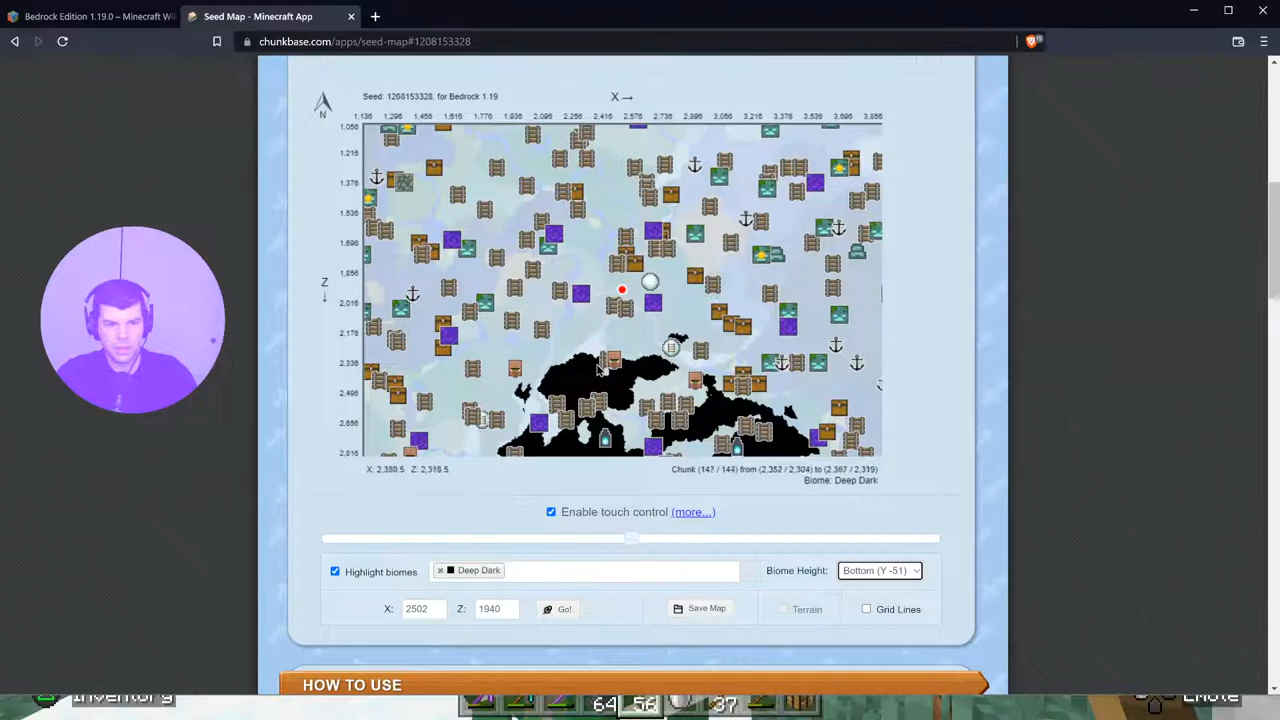 Bedrock Edition 1.19.0 – Minecraft Wi
Seed Map - Minecraft App
chunkbase.com/apps/seed-map#1208153328
Seed: 1208153328, for Bedrock 1.19
X →
N
1,136 1,296 1,456 1,616 1,776 1,936 2,096 2,256 2,416 2,576 2,736 2,896 3,056 3,216 3,376 3,536 3,696 3,856
1,056
1,216
1,376
1,536
1,696
1,856
2,016
2,176
2,336
2,496
2,656
2,816
Z
↓
X: 2,380.5 Z: 2,316.5
Chunk (147 / 144) from (2,352 / 2,304) to (2,367 / 2,319)
Biome: Deep Dark
Enable touch control (more...)
Highlight biomes
× Deep Dark
Biome Height:
Bottom (Y -51)
X: 2502 Z: 1940 Go!
Save Map
Terrain
Grid Lines
HOW TO USE
Inventory
64 56 37
Emote